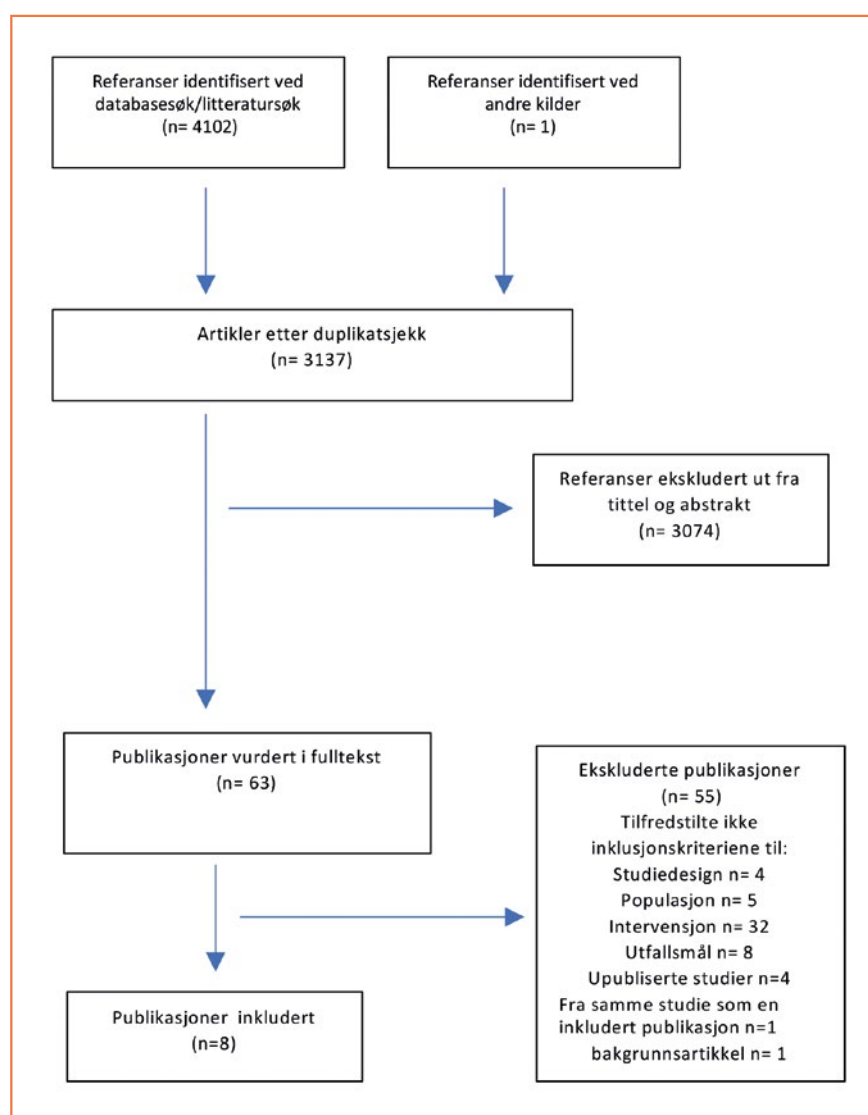 Referanser identifisert ved
databasesøk/litteratursøk
(n= 4102)
Referanser identifisert ved
andre kilder
(n= 1)
Artikler etter duplikatsjekk
(n= 3137)
Referanser ekskludert ut fra
tittel og abstrakt
(n= 3074)
Publikasjoner vurdert i fulltekst
(n= 63)
Ekskluderte publikasjoner
(n= 55)
Tilfredstilte ikke
inklusjonskriteriene til:
Studiedesign n= 4
Populasjon n= 5
Intervensjon n= 32
Utfallsmål n= 8
Upubliserte studier n=4
Fra samme studie som en
inkludert publikasjon n=1
bakgrunnsartikkel n= 1
Publikasjoner inkludert
(n=8)